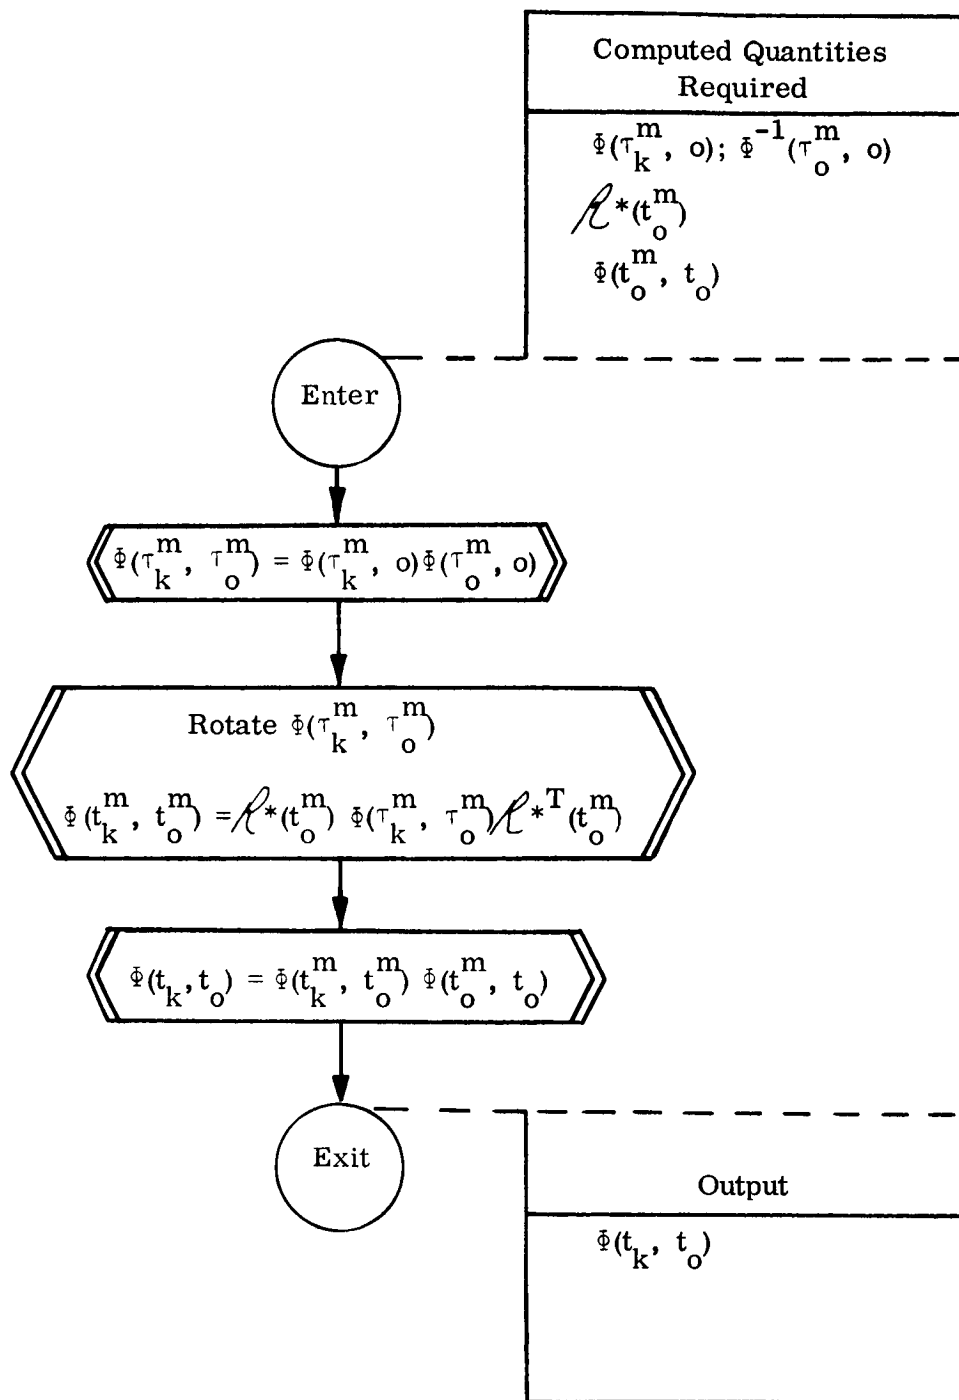 Computed Quantities
Required
Φ(τ_k^m, o); Φ^{-1}(τ_o^m, o)
ℛ*(t_o^m)
Φ(t_o^m, t_o)
Enter
Φ(τ_k^m, τ_o^m) = Φ(τ_k^m, o)Φ(τ_o^m, o)
Rotate Φ(τ_k^m, τ_o^m)
Φ(t_k^m, t_o^m) = ℛ*(t_o^m) Φ(τ_k^m, τ_o^m) ℛ*^T(t_o^m)
Φ(t_k, t_o) = Φ(t_k^m, t_o^m) Φ(t_o^m, t_o)
Exit
Output
Φ(t_k, t_o)